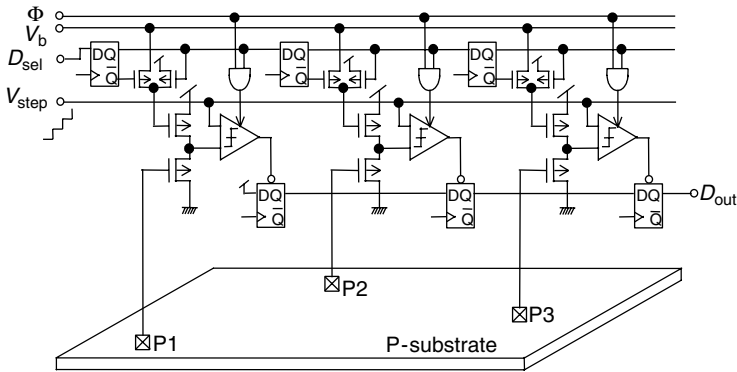 Φ
V_b
D_sel
DQ
Q̅
DQ
Q̅
DQ
Q̅
V_step
DQ
Q̅
DQ
Q̅
DQ
Q̅
D_out
P2
P3
P1
P-substrate